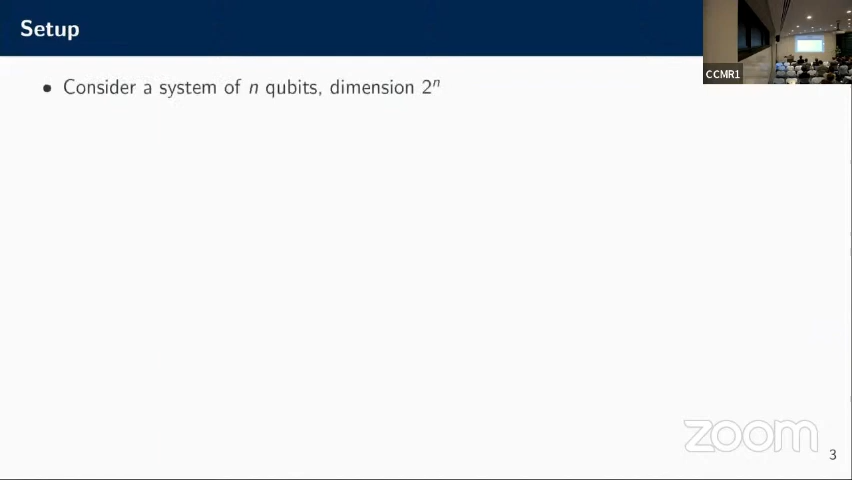 Setup
CCMR1
• Consider a system of n qubits, dimension 2ⁿ
zoom
3